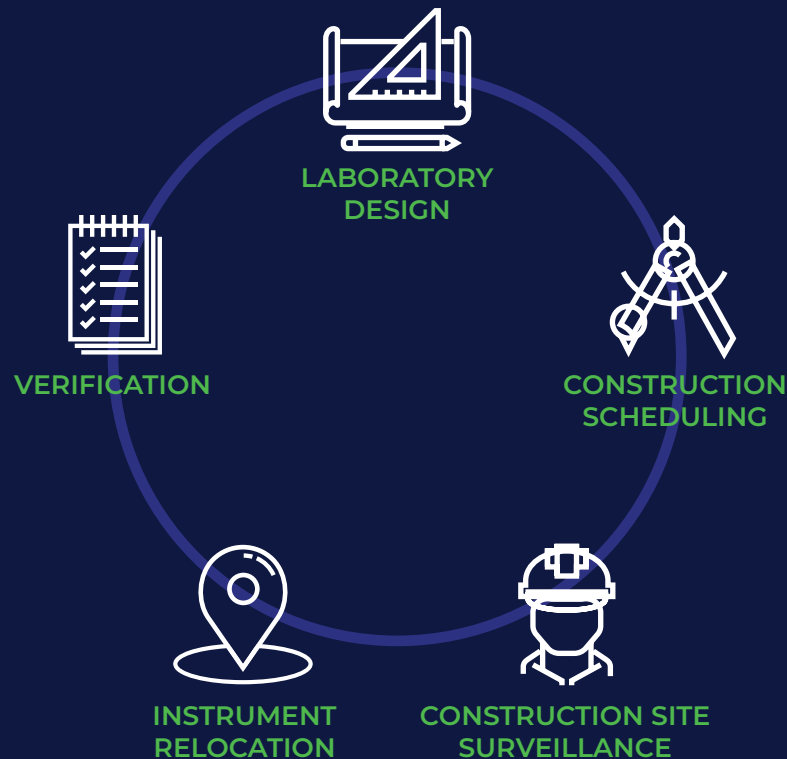 LABORATORY
DESIGN
CONSTRUCTION
SCHEDULING
CONSTRUCTION SITE
SURVEILLANCE
INSTRUMENT
RELOCATION
VERIFICATION